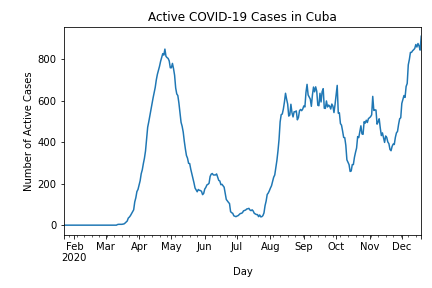 Active COVID-19 Cases in Cuba
Number of Active Cases
800
600
400
200
0
Feb Mar Apr May Jun Jul Aug Sep Oct Nov Dec
2020
Day